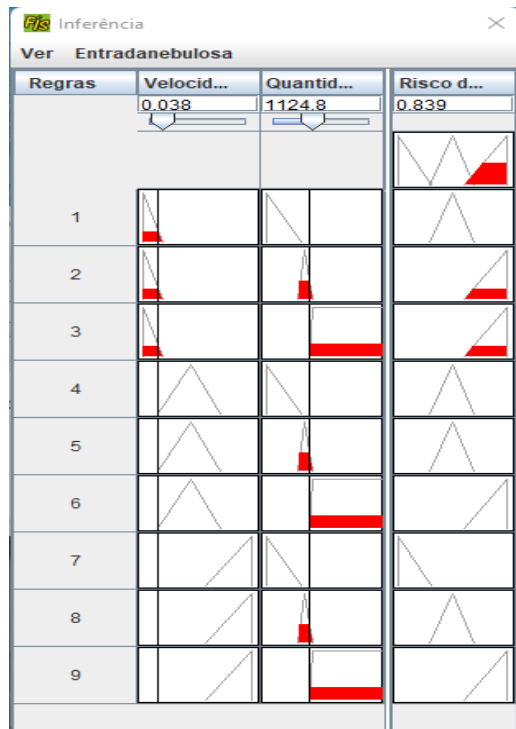 Fis Inferência
Ver Entradanebulosa
Regras Velocid... Quantid... Risco d...
0.038 1124.8 0.839
1
2
3
4
5
6
7
8
9